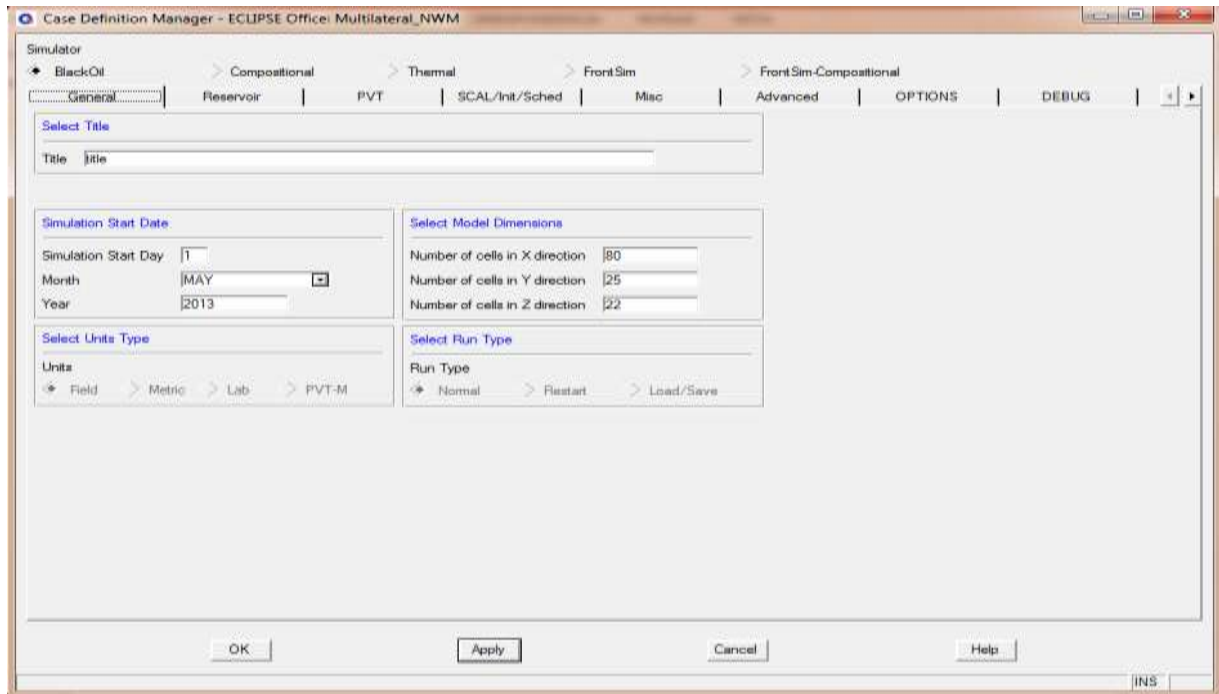 Case Definition Manager - ECLIPSE Office: Multilateral_NWM
Simulator
BlackOil Compositional Thermal FrontSim FrontSim-Compositional
General Reservoir PVT SCAL/Init/Sched Misc Advanced OPTIONS DEBUG
Select Title
Title title
Simulation Start Date Select Model Dimensions
Simulation Start Day 1 Number of cells in X direction 80
Month MAY Number of cells in Y direction 25
Year 2013 Number of cells in Z direction 22
Select Units Type Select Run Type
Units Run Type
Field Metric Lab PVT-M Normal Restart Load/Save
OK Apply Cancel Help
INS